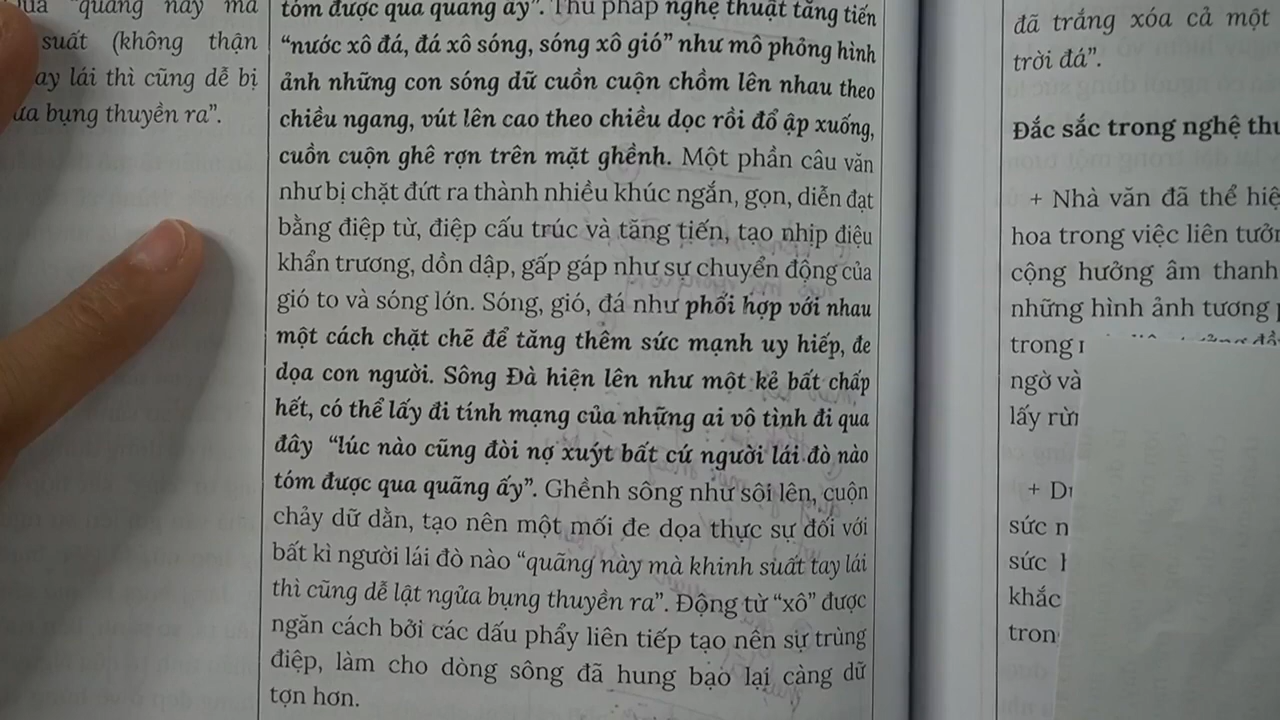 "quãng này mà
suất (không thận
ay lái thì cũng dễ bị
bụng thuyền ra".
tóm được qua quãng ấy". Thủ pháp nghệ thuật tăng tiến
"nước xô đá, đá xô sóng, sóng xô gió" như mô phỏng hình
ảnh những con sóng dữ cuồn cuộn chồm lên nhau theo
chiều ngang, vút lên cao theo chiều dọc rồi đổ ập xuống,
cuồn cuộn ghê rợn trên mặt ghềnh. Một phần câu văn
như bị chặt đứt ra thành nhiều khúc ngắn, gọn, diễn đạt
bằng điệp từ, điệp cấu trúc và tăng tiến, tạo nhịp điệu
khẩn trương, dồn dập, gấp gáp như sự chuyển động của
gió to và sóng lớn. Sóng, gió, đá như phối hợp với nhau
một cách chặt chẽ để tăng thêm sức mạnh uy hiếp, đe
dọa con người. Sông Đà hiện lên như một kẻ bất chấp
hết, có thể lấy đi tính mạng của những ai vô tình đi qua
đây "lúc nào cũng đòi nợ xuýt bất cứ người lái đò nào
tóm được qua quãng ấy". Ghềnh sông như sôi lên, cuộn
chảy dữ dằn, tạo nên một mối đe dọa thực sự đối với
bất kì người lái đò nào "quãng này mà khinh suất tay lái
thì cũng dễ lật ngửa bụng thuyền ra". Động từ "xô" được
ngăn cách bởi các dấu phẩy liên tiếp tạo nên sự trùng
điệp, làm cho dòng sông đã hung bạo lại càng dữ
tợn hơn.
đã trắng xóa cả một
trời đá".
Đặc sắc trong nghệ thu
+ Nhà văn đã thể hiệ
hoa trong việc liên tưởn
cộng hưởng âm thanh
những hình ảnh tương
trong
ngờ và
lấy rừn
+ D
sức n
sức
khắc
tron